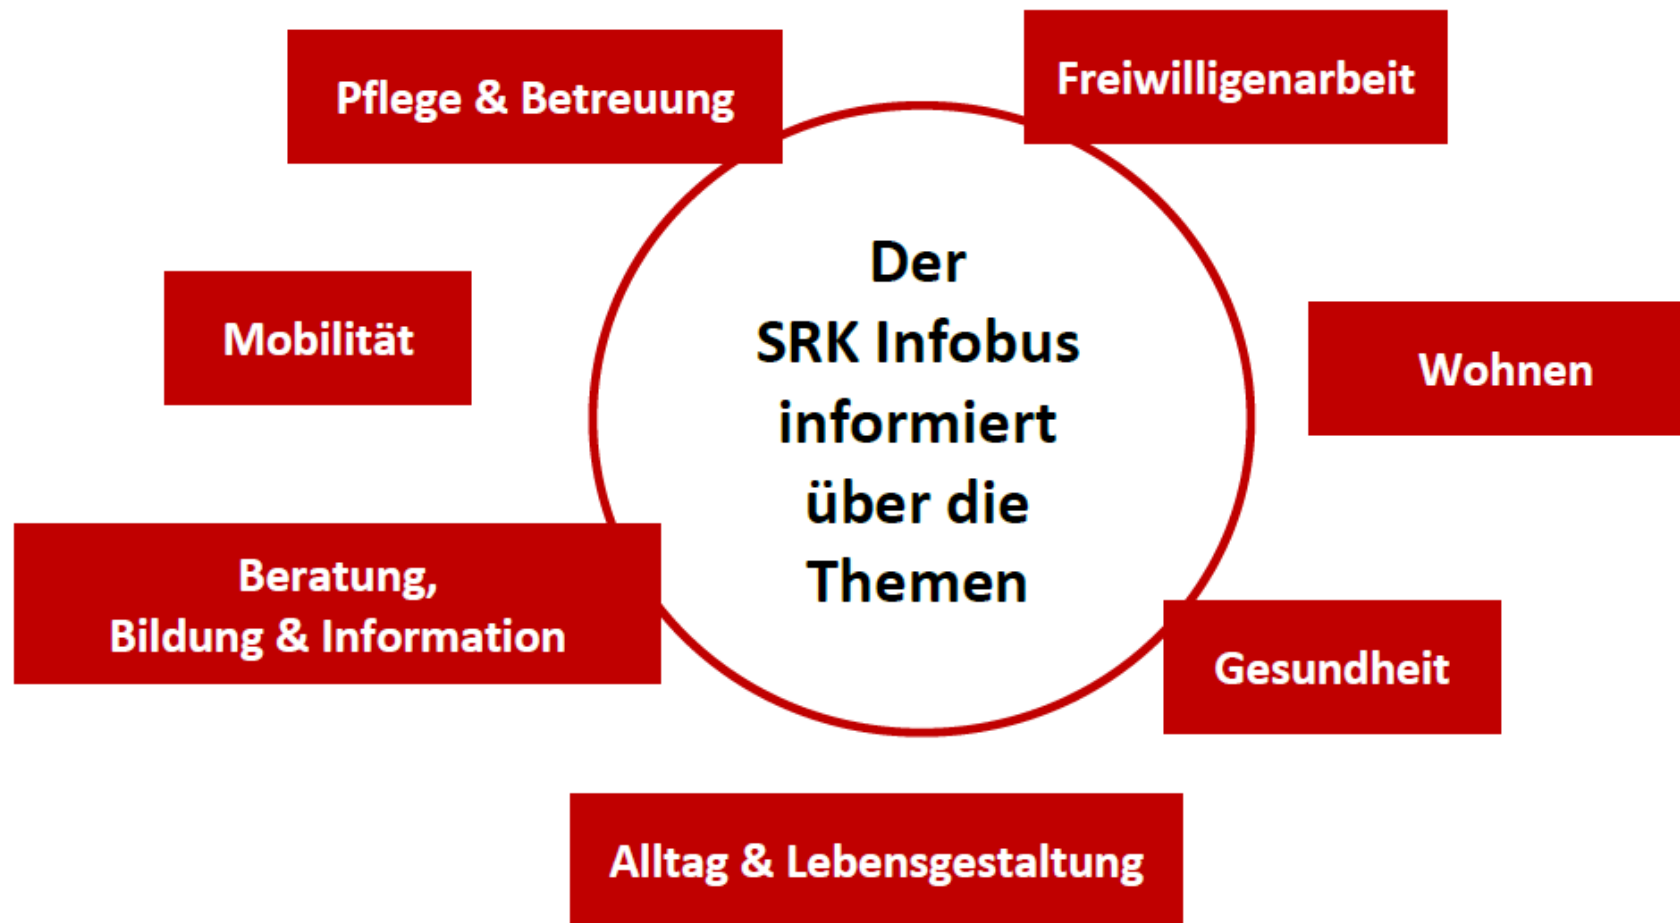 Pflege & Betreuung
Freiwilligenarbeit
Der
SRK Infobus
informiert
über die
Themen
Mobilität
Wohnen
Beratung,
Bildung & Information
Gesundheit
Alltag & Lebensgestaltung